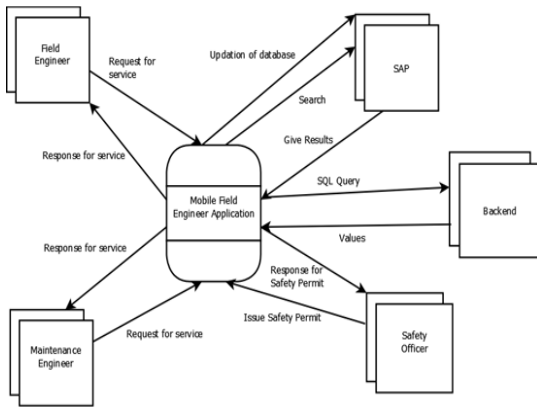 Field
Engineer
Request for
service
Updation of database
SAP
Search
Response for service
Give Results
SQL Query
Mobile Field
Engineer Application
Backend
Values
Response for service
Response for
Safety Permit
Issue Safety Permit
Request for service
Safety
Officer
Maintenance
Engineer